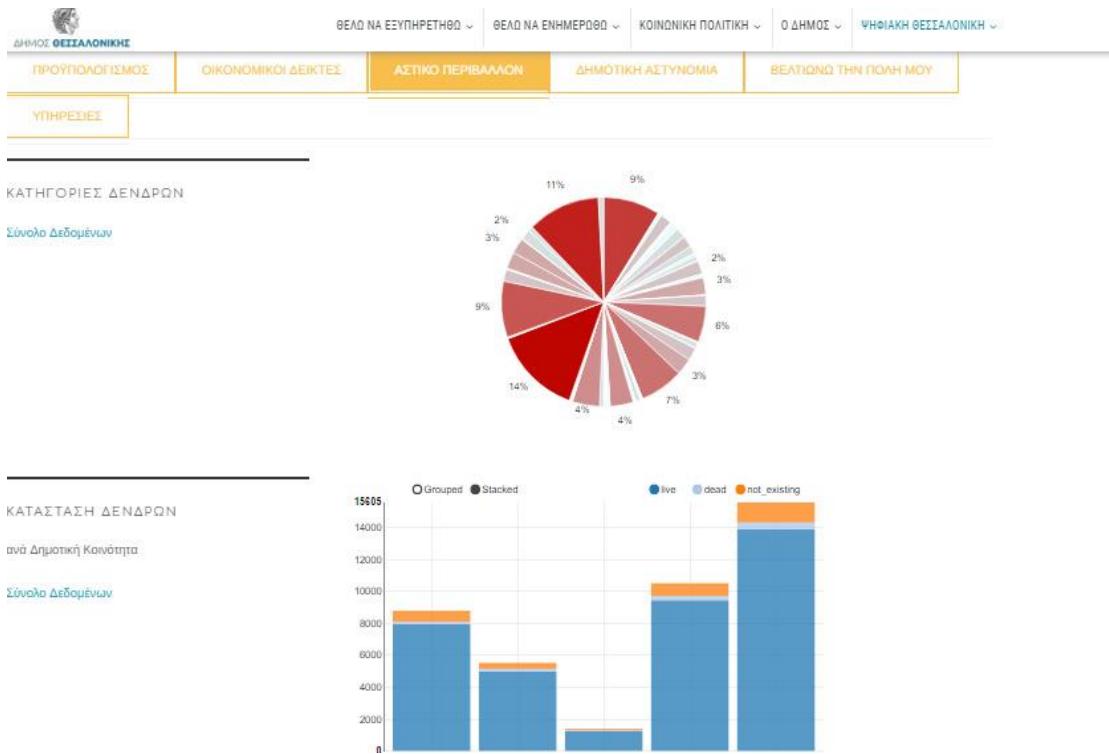 ΘΕΛΩ ΝΑ ΕΞΥΠΗΡΕΤΗΘΩ ΘΕΛΩ ΝΑ ΕΝΗΜΕΡΩΘΩ ΚΟΙΝΩΝΙΚΗ ΠΟΛΙΤΙΚΗ Ο ΔΗΜΟΣ ΨΗΦΙΑΚΗ ΘΕΣΣΑΛΟΝΙΚΗ
ΔΗΜΟΣ ΘΕΣΣΑΛΟΝΙΚΗΣ
ΠΡΟΫΠΟΛΟΓΙΣΜΟΣ ΟΙΚΟΝΟΜΙΚΟΙ ΔΕΙΚΤΕΣ ΑΣΤΙΚΟ ΠΕΡΙΒΑΛΛΟΝ ΔΗΜΟΤΙΚΗ ΑΣΤΥΝΟΜΙΑ ΒΕΛΤΙΩΝΩ ΤΗΝ ΠΟΛΗ ΜΟΥ
ΥΠΗΡΕΣΙΕΣ
ΚΑΤΗΓΟΡΙΕΣ ΔΕΝΔΡΩΝ
Σύνολο Δεδομένων
11% 9%
2%
3%
2%
3%
9%
6%
3%
14%
7%
4%
4%
ΚΑΤΑΣΤΑΣΗ ΔΕΝΔΡΩΝ
ανά Δημοτική Κοινότητα
Σύνολο Δεδομένων
Grouped Stacked live dead not_existing
15605
14000
12000
10000
8000
6000
4000
2000
0